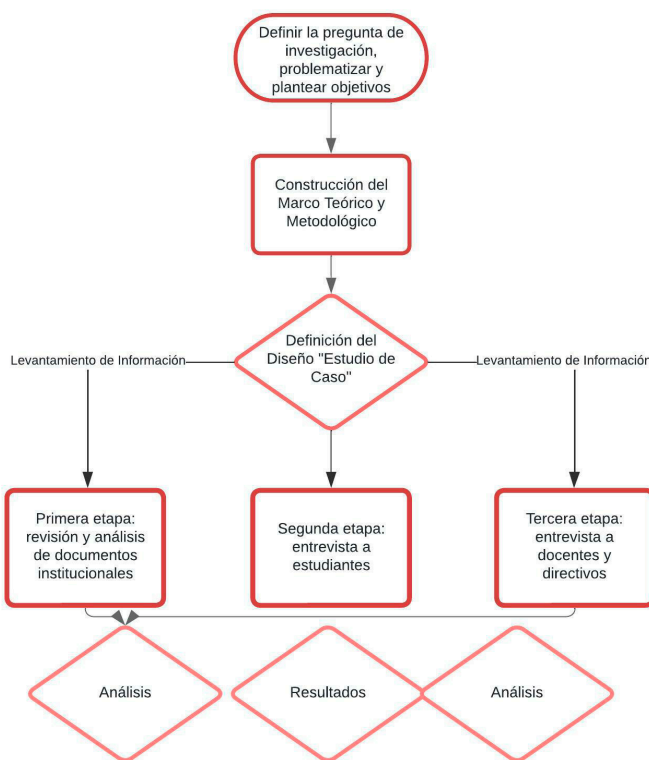 Definir la pregunta de
investigación,
problematizar y
plantear objetivos
Construcción del
Marco Teórico y
Metodológico
Definición del
Diseño "Estudio de
Caso"
Levantamiento de Información
Levantamiento de Información
Primera etapa:
revisión y análisis
de documentos
institucionales
Segunda etapa:
entrevista a
estudiantes
Tercera etapa:
entrevista a
docentes y
directivos
Análisis
Resultados
Análisis